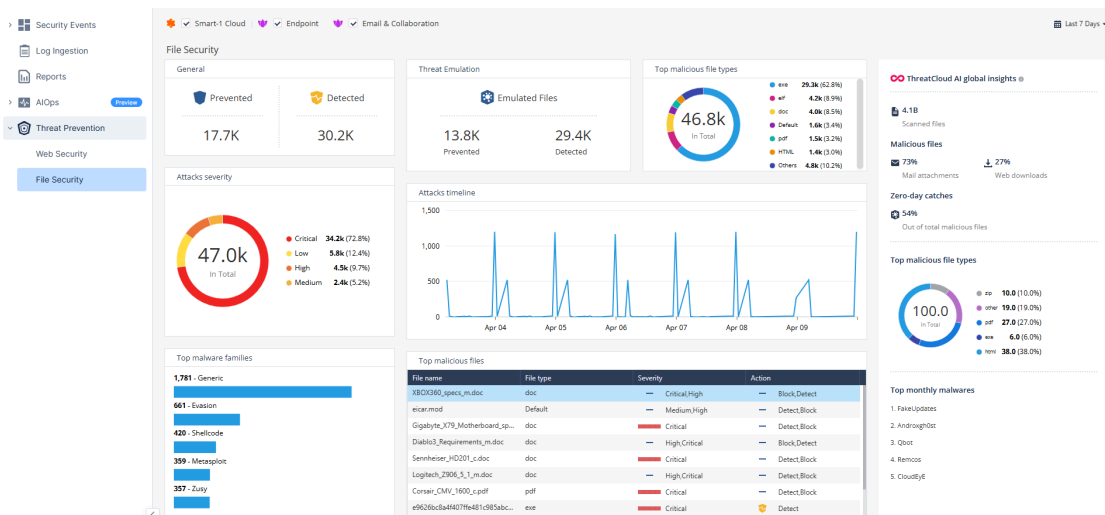 Security Events
Log Ingestion
Reports
AIOps
Preview
Threat Prevention
Web Security
File Security
Smart-1 Cloud
Endpoint
Email & Collaboration
Last 7 Days
File Security
General
Prevented
Detected
17.7K
30.2K
Threat Emulation
Emulated Files
13.8K
29.4K
Prevented
Detected
Top malicious file types
46.8k
In Total
exe 29.3k (62.8%)
elf 4.2k (8.9%)
doc 4.0k (8.5%)
Default 1.6k (3.4%)
pdf 1.5k (3.2%)
HTML 1.4k (3.0%)
Others 4.8k (10.2%)
Attacks severity
47.0k
In Total
Critical 34.2k (72.8%)
Low 5.8k (12.4%)
High 4.5k (9.7%)
Medium 2.4k (5.2%)
Attacks timeline
1,500
1,000
500
0
Apr 04 Apr 05 Apr 06 Apr 07 Apr 08 Apr 09
Top malware families
1,781 - Generic
661 - Evasion
420 - Shellcode
359 - Metasploit
357 - Zusy
Top malicious files
File name File type Severity Action
XBOX360_specs_m.doc doc Critical,High Block,Detect
eicar.mod Default Medium,High Detect,Block
Gigabyte_X79_Motherboard_sp... doc Critical Detect,Block
Diablo3_Requirements_m.doc doc High,Critical Block,Detect
Sennheiser_HD201_c.doc doc Critical Detect,Block
Logitech_Z906_5_1_m.doc doc High,Critical Detect,Block
Corsair_CMV_1600_c.pdf pdf Critical Detect,Block
e9626bc8a4f407ffe481c985abc... exe Critical Detect
ThreatCloud AI global insights
4.1B
Scanned files
Malicious files
73%
Mail attachments
27%
Web downloads
Zero-day catches
54%
Out of total malicious files
Top malicious file types
100.0
In Total
zip 10.0 (10.0%)
other 19.0 (19.0%)
pdf 27.0 (27.0%)
exe 6.0 (6.0%)
html 38.0 (38.0%)
Top monthly malwares
1. FakeUpdates
2. Androxgh0st
3. Qbot
4. Remcos
5. CloudEyE